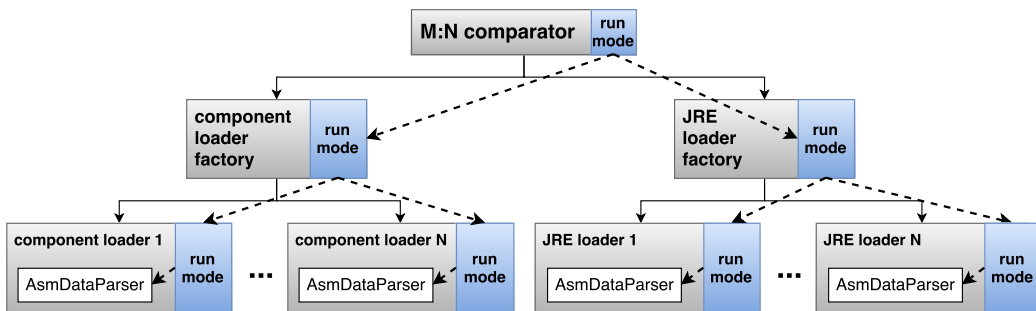 M:N comparator
run
mode
component
loader
factory
run
mode
JRE
loader
factory
run
mode
component loader 1
AsmDataParser
run
mode
...
component loader N
AsmDataParser
run
mode
JRE loader 1
AsmDataParser
run
mode
...
JRE loader N
AsmDataParser
run
mode